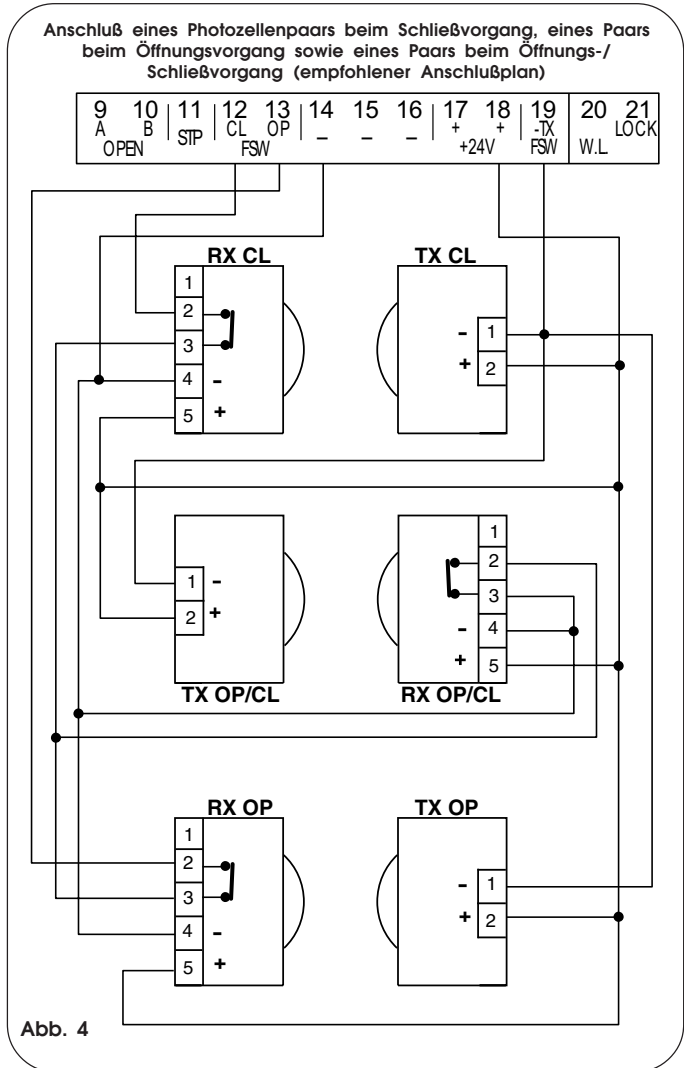 Anschluß eines Photozellenpaars beim Schließvorgang, eines Paars
beim Öffnungsvorgang sowie eines Paars beim Öffnungs-/
Schließvorgang (empfohlener Anschlußplan)
9 10 11 12 13 14 15 16 17 18 19 20 21
A B STP CL OP _ _ _ + + -TX LOCK
OPEN FSW +24V FSW W.L.
RX CL TX CL
1
2
3
4 -
5 +
- 1
+ 2
1 -
2 +
1
2
3
- 4
+ 5
TX OP/CL RX OP/CL
RX OP TX OP
1
2
3
4 -
5 +
- 1
+ 2
Abb. 4